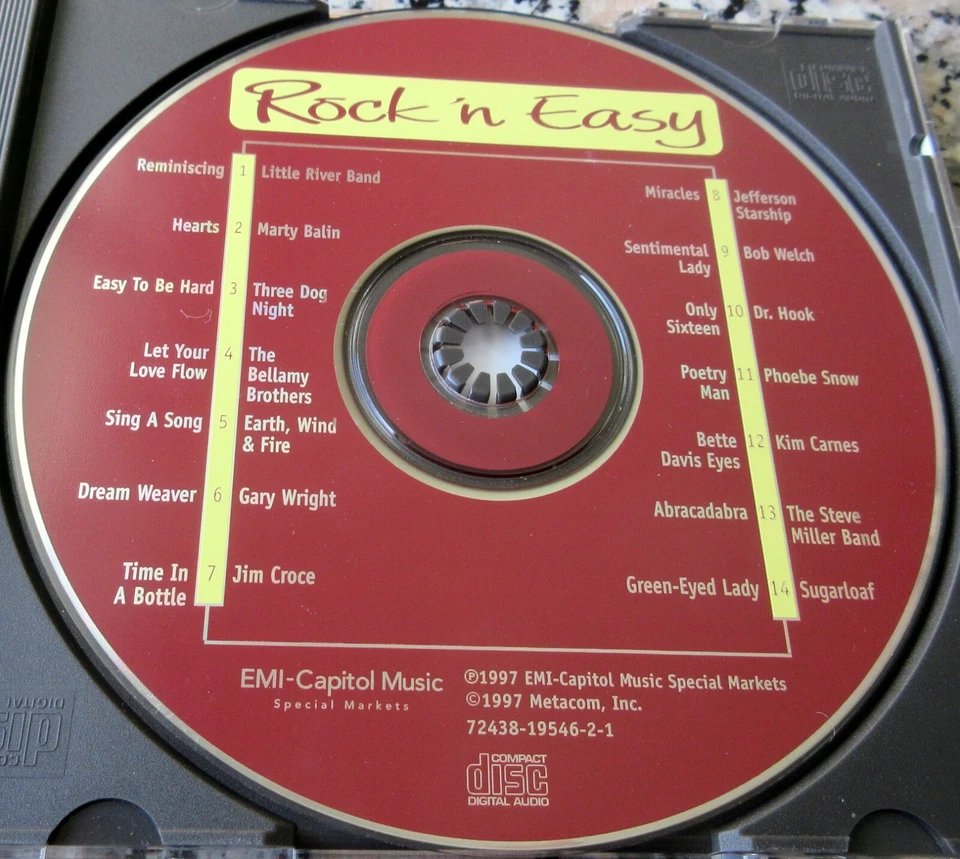 Rock 'n Easy
Reminiscing 1 Little River Band
Hearts 2 Marty Balin
Easy To Be Hard 3 Three Dog
Night
Let Your 4 The
Love Flow Bellamy
Brothers
Sing A Song 5 Earth, Wind
& Fire
Dream Weaver 6 Gary Wright
Time In 7 Jim Croce
A Bottle
Miracles 8 Jefferson
Starship
Sentimental 9 Bob Welch
Lady
Only 10 Dr. Hook
Sixteen
Poetry 11 Phoebe Snow
Man
Bette 12 Kim Carnes
Davis Eyes
Abracadabra 13 The Steve
Miller Band
Green-Eyed Lady 14 Sugarloaf
EMI-Capitol Music
Special Markets
℗1997 EMI-Capitol Music Special Markets
©1997 Metacom, Inc.
72438-19546-2-1
COMPACT
disc
DIGITAL AUDIO
COMPACT
disc
DIGITAL AUDIO
DIGITAL